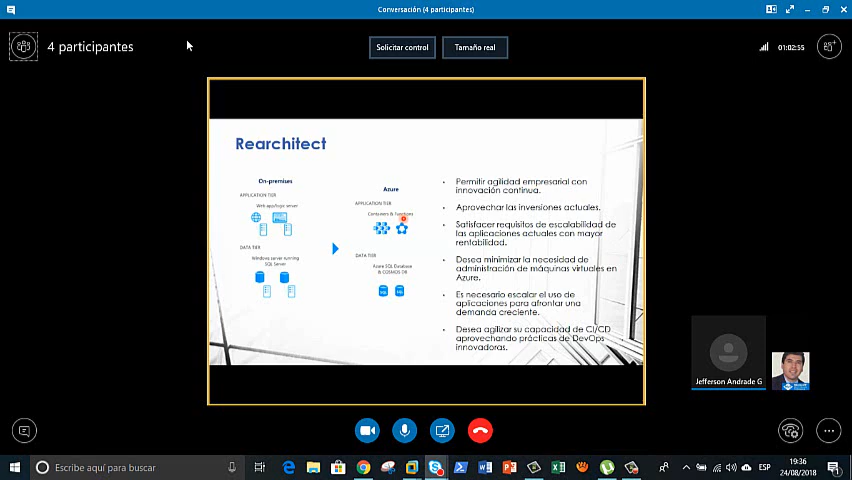 Conversación (4 participantes)
4 participantes
Solicitar control
Tamaño real
01:02:55
Rearchitect
On-premises
APPLICATION TIER
Web app/logic server
DATA TIER
Windows server running
SQL Server
Azure
APPLICATION TIER
Containers & Functions
DATA TIER
Azure SQL Database
& COSMOS DB
• Permitir agilidad empresarial con
innovación continua.
• Aprovechar las inversiones actuales.
• Satisfacer requisitos de escalabilidad de
las aplicaciones actuales con mayor
rentabilidad.
• Desea minimizar la necesidad de
administración de máquinas virtuales en
Azure.
• Es necesario escalar el uso de
aplicaciones para afrontar una
demanda creciente.
• Desea agilizar su capacidad de CI/CD
aprovechando prácticas de DevOps
innovadoras.
Jefferson Andrade G
Escribe aquí para buscar
ESP
19:36
24/08/2018